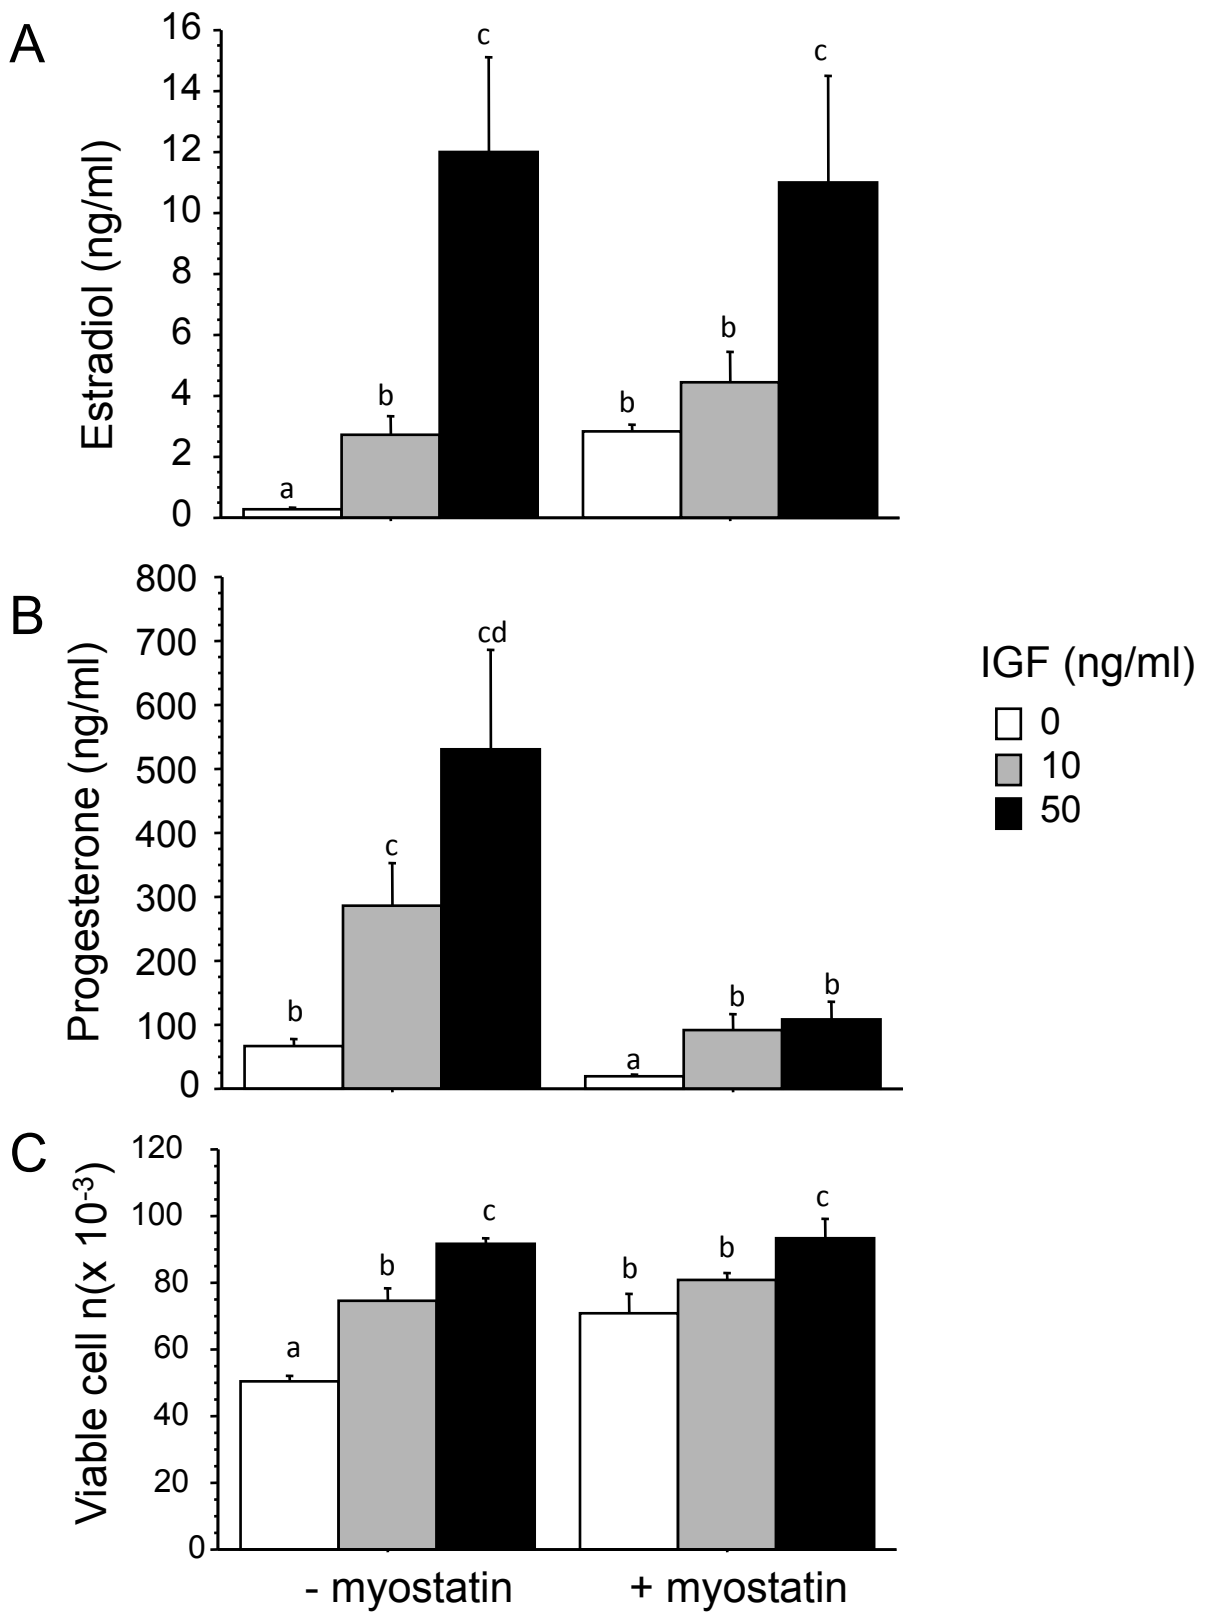 A
Estradiol (ng/ml)
16
14
12
10
8
6
4
2
0
a
b
c
b
b
c
B
Progesterone (ng/ml)
800
700
600
500
400
300
200
100
0
b
c
cd
a
b
b
IGF (ng/ml)
0
10
50
C
Viable cell n(x 10⁻³)
120
100
80
60
40
20
0
a
b
c
b
b
c
- myostatin
+ myostatin